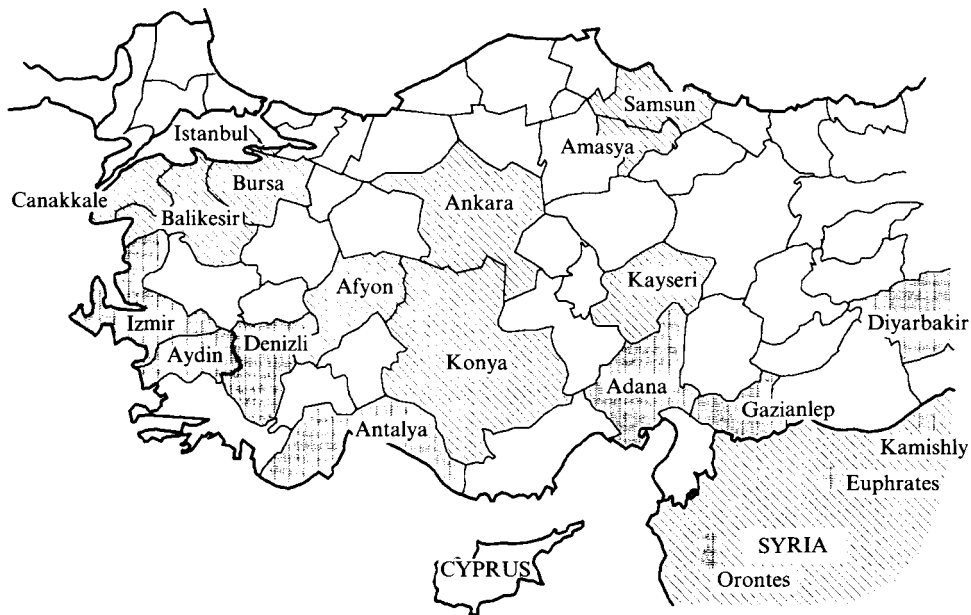 Samsun
Istanbul
Amasya
Bursa
Canakkale
Ankara
Balikesir
Afyon
Kayseri
Izmir
Diyarbakir
Aydin
Denizli
Konya
Adana
Gazianlep
Antalya
Kamishly
Euphrates
SYRIA
CYPRUS
Orontes